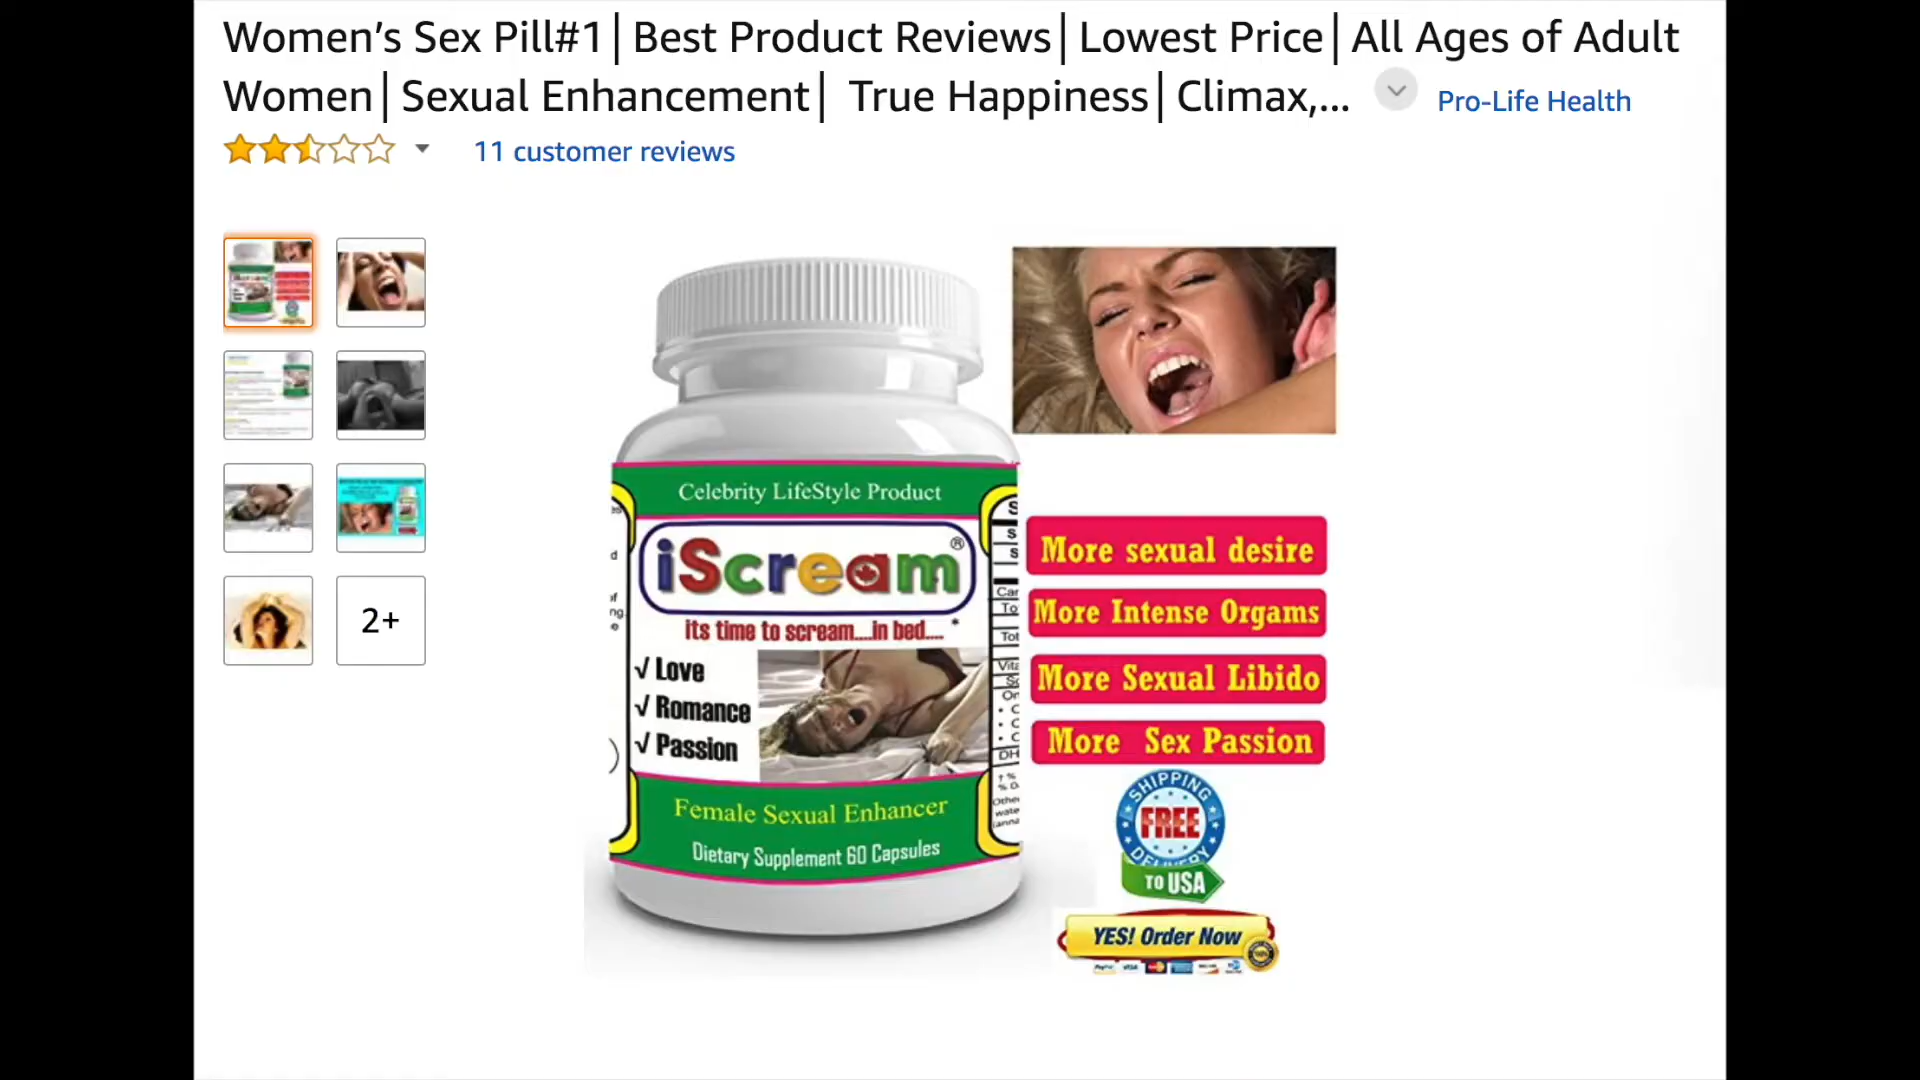 Women’s Sex Pill#1│Best Product Reviews│Lowest Price│All Ages of Adult
Women│Sexual Enhancement│ True Happiness│Climax,...
Pro-Life Health
11 customer reviews
2+
Celebrity LifeStyle Product
iScream®
its time to scream....in bed.... *
√ Love
√ Romance
√ Passion
Female Sexual Enhancer
Dietary Supplement 60 Capsules
More sexual desire
More Intense Orgams
More Sexual Libido
More Sex Passion
SHIPPING
FREE
DELIVERY
TO USA
YES! Order Now
PayPal
VISA